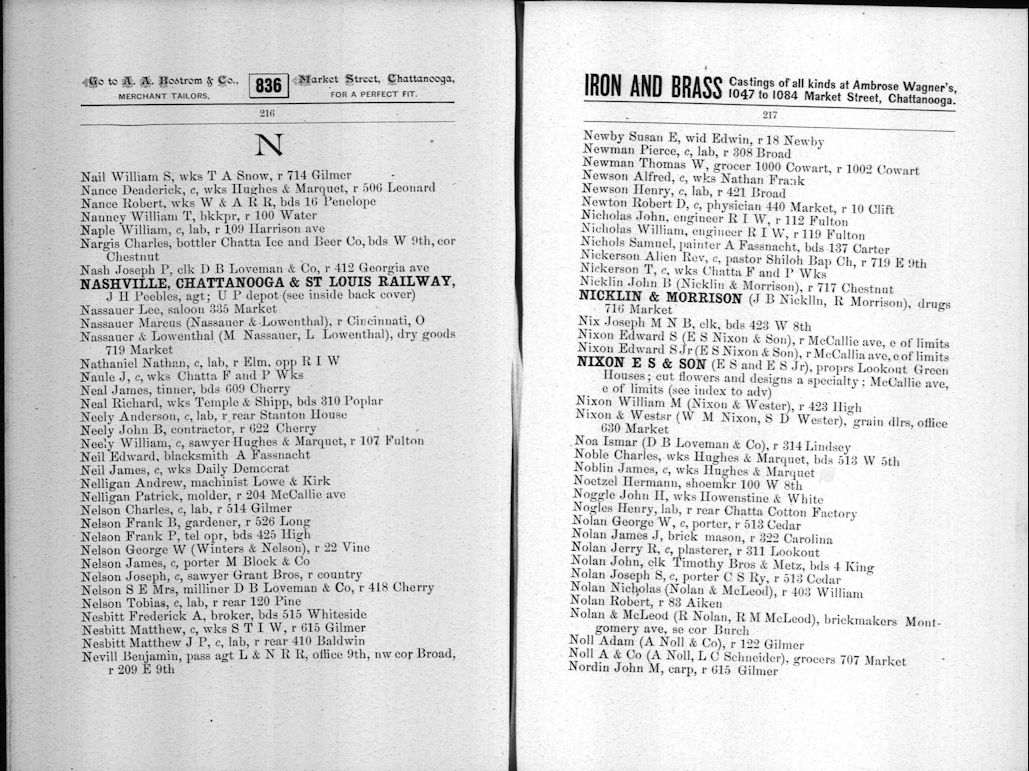 Go to A. A. Bostrom & Co.,
MERCHANT TAILORS,
836
Market Street, Chattanooga,
FOR A PERFECT FIT.
216
N
Nail William S, wks T A Snow, r 714 Gilmer
Nance Deaderick, c, wks Hughes & Marquet, r 506 Leonard
Nance Robert, wks W & A R R, bds 16 Penelope
Nanney William T, bkkpr, r 100 Water
Naple William, c, lab, r 109 Harrison ave
Nargis Charles, bottler Chatta Ice and Beer Co, bds W 9th, cor
Chestnut
Nash Joseph P, clk D B Loveman & Co, r 412 Georgia ave
NASHVILLE, CHATTANOOGA & ST LOUIS RAILWAY,
J H Peebles, agt; U P depot (see inside back cover)
Nassauer Lee, saloon 335 Market
Nassauer Marcus (Nassauer & Lowenthal), r Cincinnati, O
Nassauer & Lowenthal (M Nassauer, L Lowenthal), dry goods
719 Market
Nathaniel Nathan, c, lab, r Elm, opp R I W
Naule J, c, wks Chatta F and P Wks
Neal James, tinner, bds 609 Cherry
Neal Richard, wks Temple & Shipp, bds 310 Poplar
Neely Anderson, c, lab, r rear Stanton House
Neely John B, contractor, r 622 Cherry
Neely William, c, sawyer Hughes & Marquet, r 107 Fulton
Neil Edward, blacksmith A Fassnacht
Neil James, c, wks Daily Democrat
Nelligan Andrew, machinist Lowe & Kirk
Nelligan Patrick, molder, r 204 McCallie ave
Nelson Charles, c, lab, r 514 Gilmer
Nelson Frank B, gardener, r 526 Long
Nelson Frank P, tel opr, bds 425 High
Nelson George W (Winters & Nelson), r 22 Vine
Nelson James, c, porter M Block & Co
Nelson Joseph, c, sawyer Grant Bros, r country
Nelson S E Mrs, milliner D B Loveman & Co, r 418 Cherry
Nelson Tobias, c, lab, r rear 120 Pine
Nesbitt Frederick A, broker, bds 515 Whiteside
Nesbitt Matthew, c, wks S T I W, r 615 Gilmer
Nesbitt Matthew J P, c, lab, r rear 410 Baldwin
Nevill Benjamin, pass agt L & N R R, office 9th, nw cor Broad,
r 209 E 9th
IRON AND BRASS Castings of all kinds at Ambrose Wagner's,
1047 to 1084 Market Street, Chattanooga.
217
Newby Susan E, wid Edwin, r 18 Newby
Newman Pierce, c, lab, r 308 Broad
Newman Thomas W, grocer 1000 Cowart, r 1002 Cowart
Newson Alfred, c, wks Nathan Frank
Newson Henry, c, lab, r 421 Broad
Newton Robert D, c, physician 440 Market, r 10 Clift
Nicholas John, engineer R I W, r 112 Fulton
Nicholas William, engineer R I W, r 119 Fulton
Nichols Samuel, painter A Fassnacht, bds 137 Carter
Nickerson Alien Rev, c, pastor Shiloh Bap Ch, r 719 E 9th
Nickerson T, c, wks Chatta F and P Wks
Nicklin John B (Nicklin & Morrison), r 717 Chestnut
NICKLIN & MORRISON (J B Nicklln, R Morrison), drugs
716 Market
Nix Joseph M N B, clk, bds 423 W 8th
Nixon Edward S (E S Nixon & Son), r McCallie ave, e of limits
Nixon Edward S Jr (E S Nixon & Son), r McCallia ave, e of limits
NIXON E S & SON (E S and E S Jr), proprs Lookout Green
Houses; cut flowers and designs a specialty; McCallie ave,
e of limits (see index to adv)
Nixon William M (Nixon & Wester), r 423 High
Nixon & Westsr (W M Nixon, S D Wester), grain dlrs, office
630 Market
Noa Ismar (D B Loveman & Co), r 314 Lindsey
Noble Charles, wks Hughes & Marquet, bds 513 W 5th
Noblin James, c, wks Hughes & Marquet
Noetzel Hermann, shoemkr 100 W 8th
Noggle John H, wks Howenstine & White
Nogles Henry, lab, r rear Chatta Cotton Factory
Nolan George W, c, porter, r 513 Cedar
Nolan James J, brick mason, r 322 Carolina
Nolan Jerry R, c, plasterer, r 311 Lookout
Nolan John, clk Timothy Bros & Metz, bds 4 King
Nolan Joseph S, c, porter C S Ry, r 513 Cedar
Nolan Nicholas (Nolan & McLeod), r 403 William
Nolan Robert, r 83 Aiken
Nolan & McLeod (R Nolan, R M McLeod), brickmakers Mont-
gomery ave, se cor Burch
Noll Adam (A Noll & Co), r 122 Gilmer
Noll A & Co (A Noll, L C Schneider), grocers 707 Market
Nordin John M, carp, r 615 Gilmer